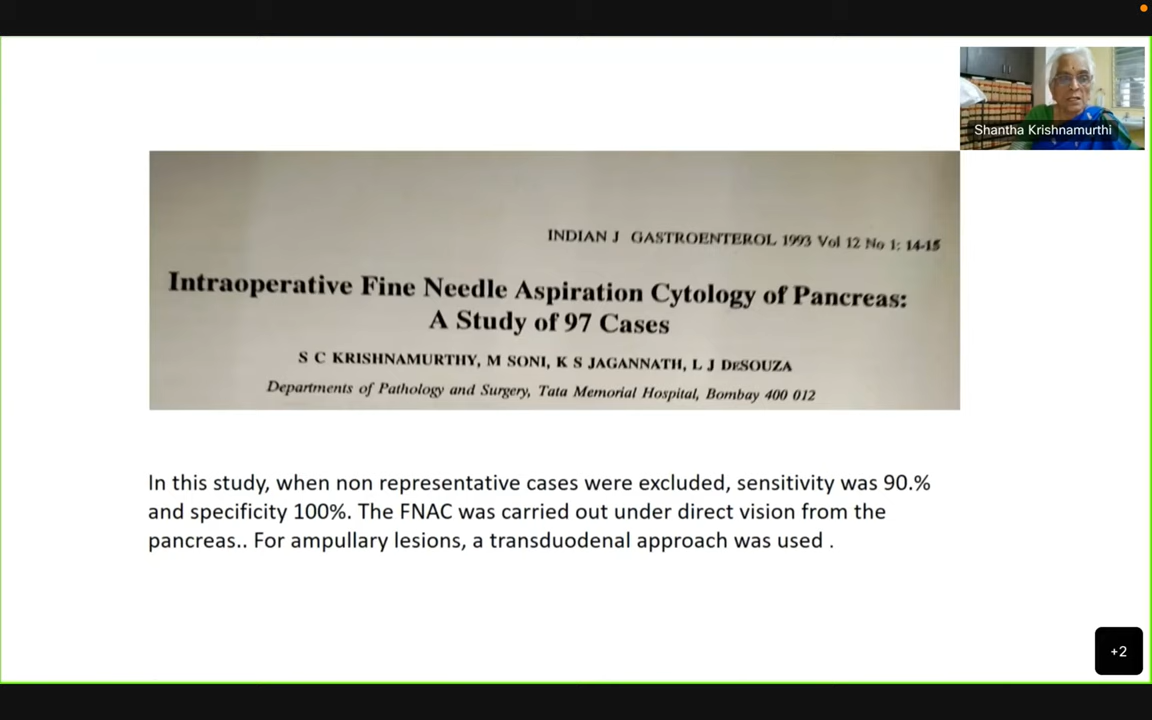 Shantha Krishnamurthi
INDIAN J GASTROENTEROL 1993 Vol 12 No 1: 14-15
Intraoperative Fine Needle Aspiration Cytology of Pancreas:
A Study of 97 Cases
S C KRISHNAMURTHY, M SONI, K S JAGANNATH, L J DESOUZA
Departments of Pathology and Surgery, Tata Memorial Hospital, Bombay 400 012
In this study, when non representative cases were excluded, sensitivity was 90.%
and specificity 100%. The FNAC was carried out under direct vision from the
pancreas.. For ampullary lesions, a transduodenal approach was used .
+2